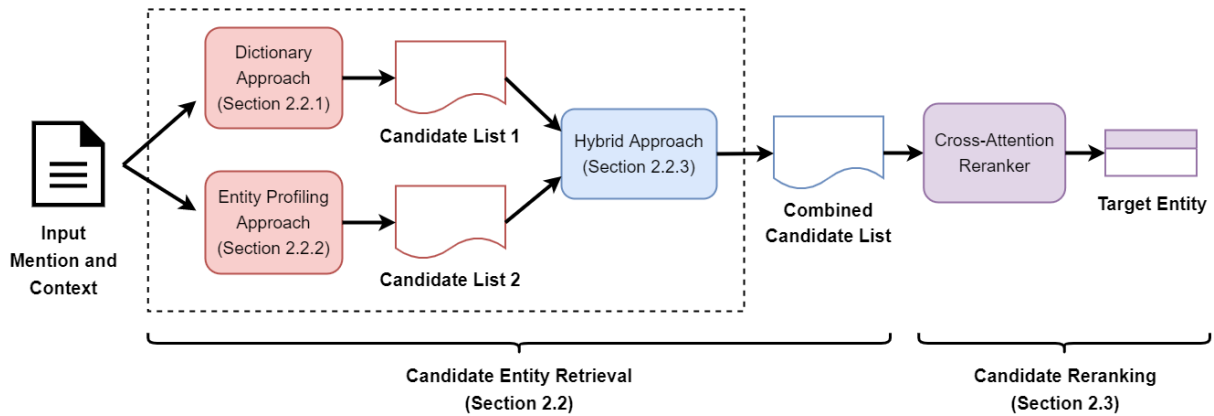 Input
Mention and
Context
Dictionary
Approach
(Section 2.2.1)
Candidate List 1
Entity Profiling
Approach
(Section 2.2.2)
Candidate List 2
Hybrid Approach
(Section 2.2.3)
Combined
Candidate List
Cross-Attention
Reranker
Target Entity
Candidate Entity Retrieval
(Section 2.2)
Candidate Reranking
(Section 2.3)